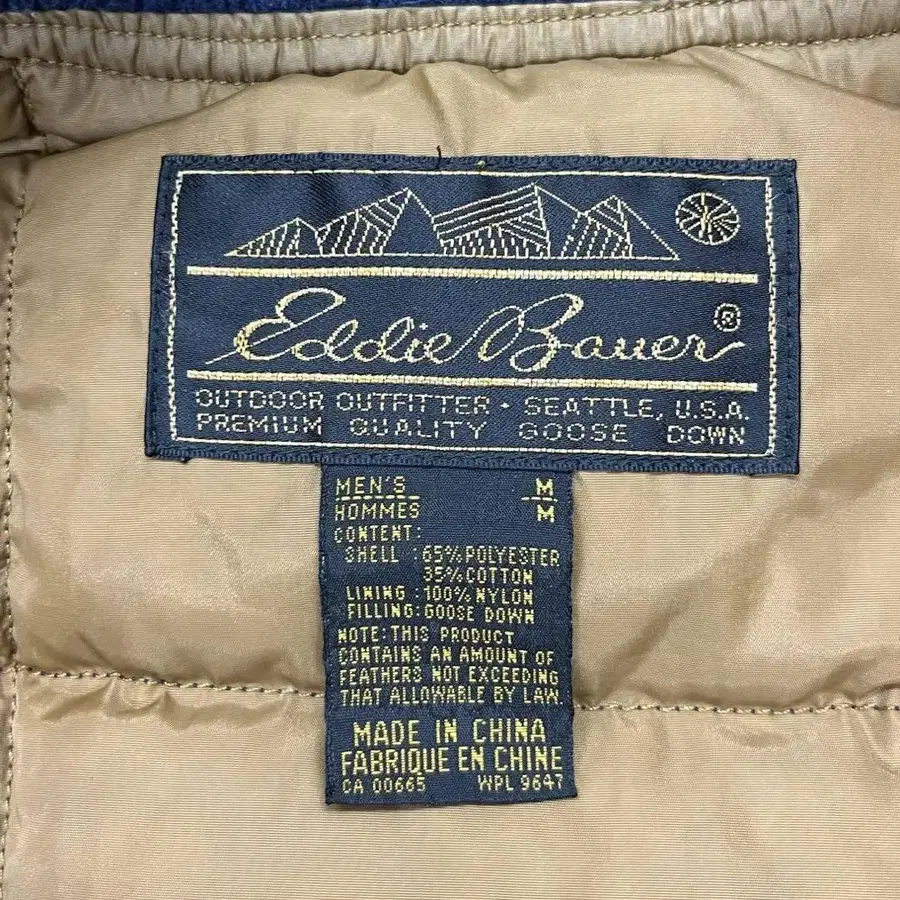 Eddie Bauer®
OUTDOOR OUTFITTER · SEATTLE, U.S.A.
PREMIUM QUALITY GOOSE DOWN
MEN'S M
HOMMES M
CONTENT:
SHELL :65%POLYESTER
35%COTTON
LINING:100%NYLON
FILLING:GOOSE DOWN
NOTE:THIS PRODUCT
CONTAINS AN AMOUNT OF
FEATHERS NOT EXCEEDING
THAT ALLOWABLE BY LAW
MADE IN CHINA
FABRIQUE EN CHINE
CA 00665 WPL 9647